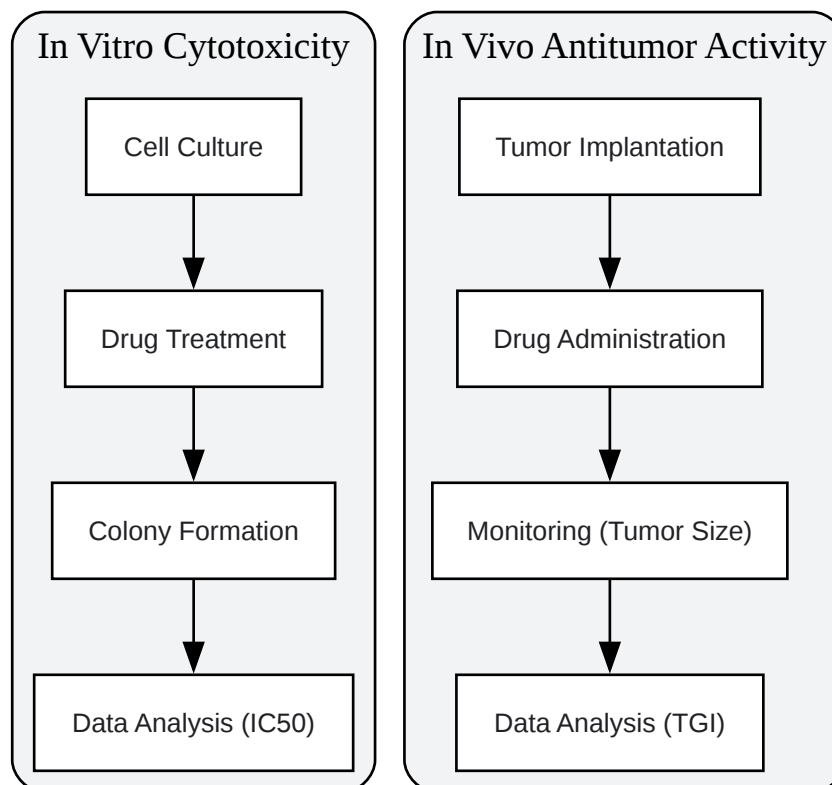 In Vitro Cytotoxicity
Cell Culture
Drug Treatment
Colony Formation
Data Analysis (IC50)
In Vivo Antitumor Activity
Tumor Implantation
Drug Administration
Monitoring (Tumor Size)
Data Analysis (TGI)